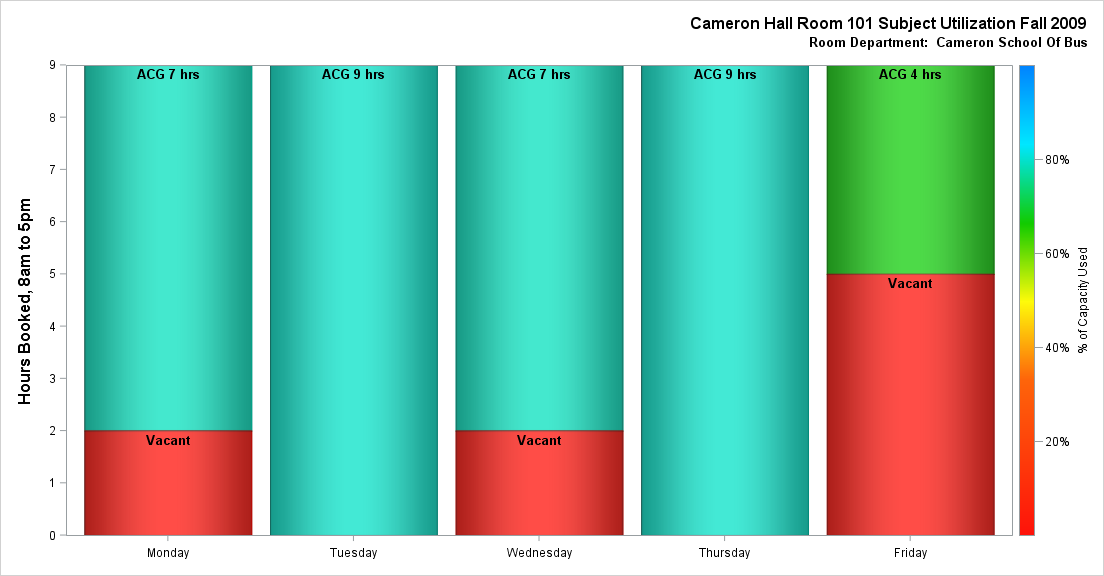 Cameron Hall Room 101 Subject Utilization Fall 2009
Room Department:  Cameron School Of Bus
Hours Booked, 8am to 5pm
9
8
7
6
5
4
3
2
1
0
ACG 7 hrs
Vacant
ACG 9 hrs
ACG 7 hrs
Vacant
ACG 9 hrs
ACG 4 hrs
Vacant
Monday
Tuesday
Wednesday
Thursday
Friday
80%
60%
40%
20%
% of Capacity Used